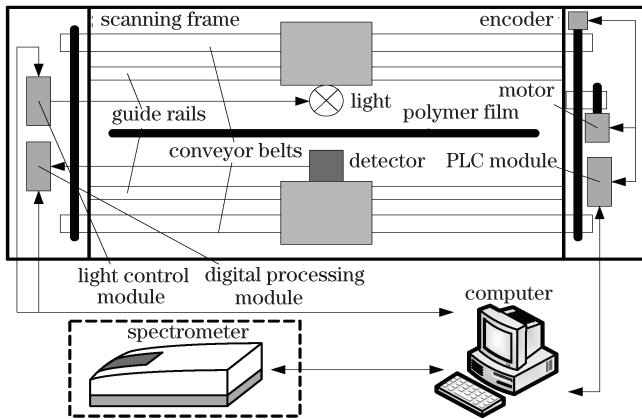 scanning frame
encoder
light
motor
guide rails
polymer film
conveyor belts
detector
PLC module
light control
module
digital processing
module
computer
spectrometer